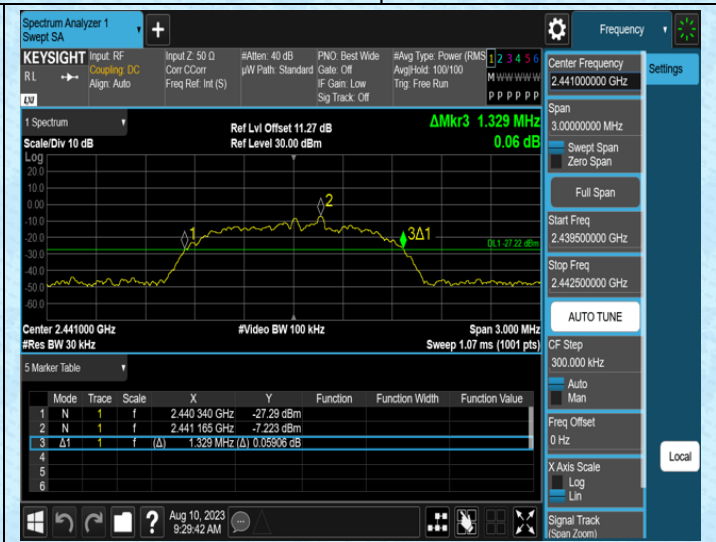 Spectrum Analyzer 1
Swept SA
+
Frequency
KEYSIGHT
Input: RF
Coupling: DC
Align: Auto
Input Z: 50 Ω
Corr CCorr
Freq Ref: Int (S)
#Atten: 40 dB
µW Path: Standard
PNO: Best Wide
Gate: Off
IF Gain: Low
Sig Track: Off
#Avg Type: Power (RMS
Avg|Hold: 100/100
Trig: Free Run
1 2 3 4 5 6
M W W W W W
P P P P P P
R L
LXI
1 Spectrum
Scale/Div 10 dB
Ref Lvl Offset 11.27 dB
Ref Level 30.00 dBm
ΔMkr3 1.329 MHz
0.06 dB
Log
20.0
10.0
0.00
-10.0
-20.0
-30.0
-40.0
-50.0
-60.0
1
2
3Δ1
DL1 -27.22 dBm
Center 2.441000 GHz
#Res BW 30 kHz
#Video BW 100 kHz
Span 3.000 MHz
Sweep 1.07 ms (1001 pts)
5 Marker Table
Mode Trace Scale X Y Function Function Width Function Value
1 N 1 f 2.440 340 GHz -27.29 dBm
2 N 1 f 2.441 165 GHz -7.223 dBm
3 Δ1 1 f (Δ) 1.329 MHz (Δ) 0.05906 dB
4
5
6
?
Aug 10, 2023
9:29:42 AM
Center Frequency
2.441000000 GHz
Span
3.00000000 MHz
Swept Span
Zero Span
Full Span
Start Freq
2.439500000 GHz
Stop Freq
2.442500000 GHz
AUTO TUNE
CF Step
300.000 kHz
Auto
Man
Freq Offset
0 Hz
X Axis Scale
Log
Lin
Signal Track
(Span Zoom)
Settings
Local